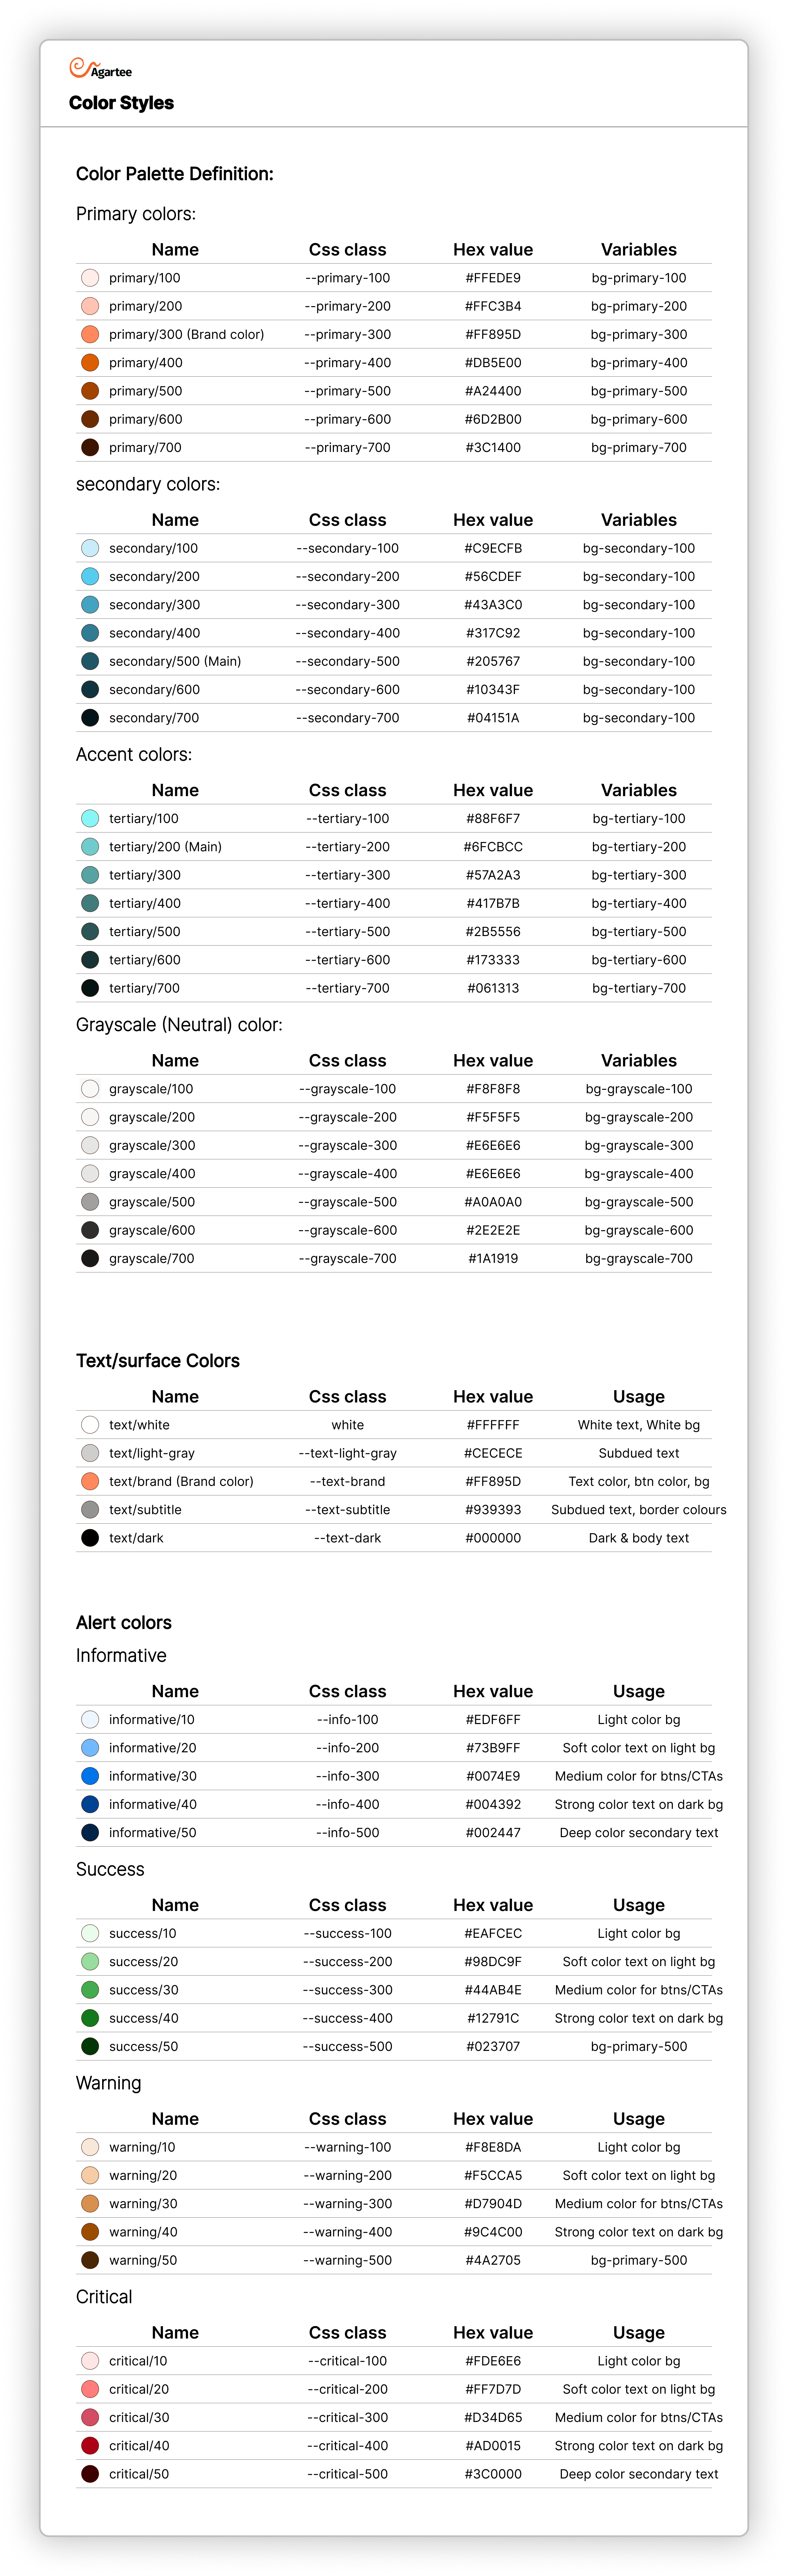 Agartee
Color Styles
Color Palette Definition:
Primary colors:
Name Css class Hex value Variables
primary/100 --primary-100 #FFEDE9 bg-primary-100
primary/200 --primary-200 #FFC3B4 bg-primary-200
primary/300 (Brand color) --primary-300 #FF895D bg-primary-300
primary/400 --primary-400 #DB5E00 bg-primary-400
primary/500 --primary-500 #A24400 bg-primary-500
primary/600 --primary-600 #6D2B00 bg-primary-600
primary/700 --primary-700 #3C1400 bg-primary-700
secondary colors:
Name Css class Hex value Variables
secondary/100 --secondary-100 #C9ECFB bg-secondary-100
secondary/200 --secondary-200 #56CDEF bg-secondary-100
secondary/300 --secondary-300 #43A3C0 bg-secondary-100
secondary/400 --secondary-400 #317C92 bg-secondary-100
secondary/500 (Main) --secondary-500 #205767 bg-secondary-100
secondary/600 --secondary-600 #10343F bg-secondary-100
secondary/700 --secondary-700 #04151A bg-secondary-100
Accent colors:
Name Css class Hex value Variables
tertiary/100 --tertiary-100 #88F6F7 bg-tertiary-100
tertiary/200 (Main) --tertiary-200 #6FCBCC bg-tertiary-200
tertiary/300 --tertiary-300 #57A2A3 bg-tertiary-300
tertiary/400 --tertiary-400 #417B7B bg-tertiary-400
tertiary/500 --tertiary-500 #2B5556 bg-tertiary-500
tertiary/600 --tertiary-600 #173333 bg-tertiary-600
tertiary/700 --tertiary-700 #061313 bg-tertiary-700
Grayscale (Neutral) color:
Name Css class Hex value Variables
grayscale/100 --grayscale-100 #F8F8F8 bg-grayscale-100
grayscale/200 --grayscale-200 #F5F5F5 bg-grayscale-200
grayscale/300 --grayscale-300 #E6E6E6 bg-grayscale-300
grayscale/400 --grayscale-400 #E6E6E6 bg-grayscale-400
grayscale/500 --grayscale-500 #A0A0A0 bg-grayscale-500
grayscale/600 --grayscale-600 #2E2E2E bg-grayscale-600
grayscale/700 --grayscale-700 #1A1919 bg-grayscale-700
Text/surface Colors
Name Css class Hex value Usage
text/white white #FFFFFF White text, White bg
text/light-gray --text-light-gray #CECECE Subdued text
text/brand (Brand color) --text-brand #FF895D Text color, btn color, bg
text/subtitle --text-subtitle #939393 Subdued text, border colours
text/dark --text-dark #000000 Dark & body text
Alert colors
Informative
Name Css class Hex value Usage
informative/10 --info-100 #EDF6FF Light color bg
informative/20 --info-200 #73B9FF Soft color text on light bg
informative/30 --info-300 #0074E9 Medium color for btns/CTAs
informative/40 --info-400 #004392 Strong color text on dark bg
informative/50 --info-500 #002447 Deep color secondary text
Success
Name Css class Hex value Usage
success/10 --success-100 #EAFCEC Light color bg
success/20 --success-200 #98DC9F Soft color text on light bg
success/30 --success-300 #44AB4E Medium color for btns/CTAs
success/40 --success-400 #12791C Strong color text on dark bg
success/50 --success-500 #023707 bg-primary-500
Warning
Name Css class Hex value Usage
warning/10 --warning-100 #F8E8DA Light color bg
warning/20 --warning-200 #F5CCA5 Soft color text on light bg
warning/30 --warning-300 #D7904D Medium color for btns/CTAs
warning/40 --warning-400 #9C4C00 Strong color text on dark bg
warning/50 --warning-500 #4A2705 bg-primary-500
Critical
Name Css class Hex value Usage
critical/10 --critical-100 #FDE6E6 Light color bg
critical/20 --critical-200 #FF7D7D Soft color text on light bg
critical/30 --critical-300 #D34D65 Medium color for btns/CTAs
critical/40 --critical-400 #AD0015 Strong color text on dark bg
critical/50 --critical-500 #3C0000 Deep color secondary text